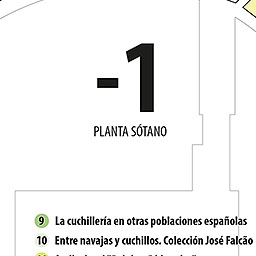 -1
PLANTA SÓTANO
9 La cuchillería en otras poblaciones españolas
10 Entre navajas y cuchillos. Colección José Falcão